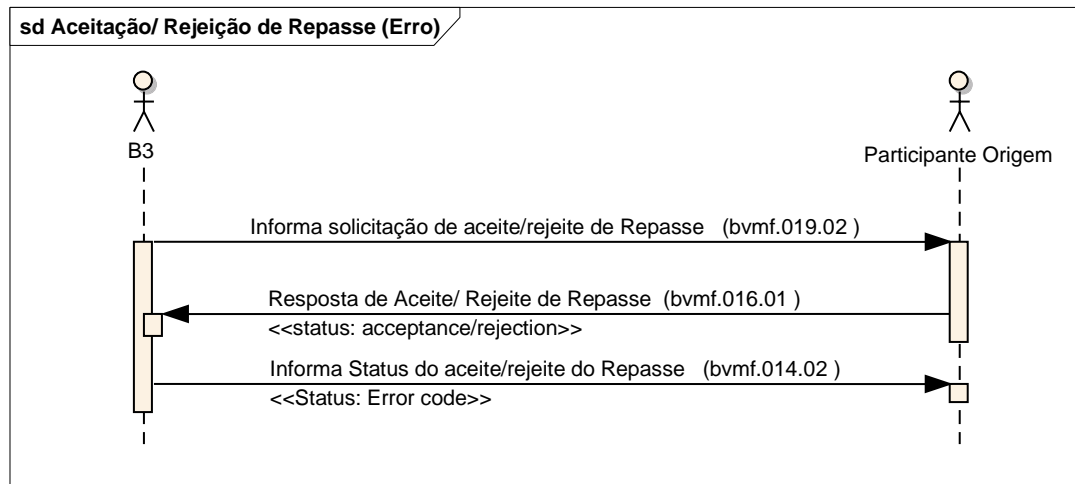 sd Aceitação/ Rejeição de Repasse (Erro)
B3
Participante Origem
Informa solicitação de aceite/rejeite de Repasse (bvmf.019.02 )
Resposta de Aceite/ Rejeite de Repasse (bvmf.016.01 )
<<status: acceptance/rejection>>
Informa Status do aceite/rejeite do Repasse (bvmf.014.02 )
<<Status: Error code>>